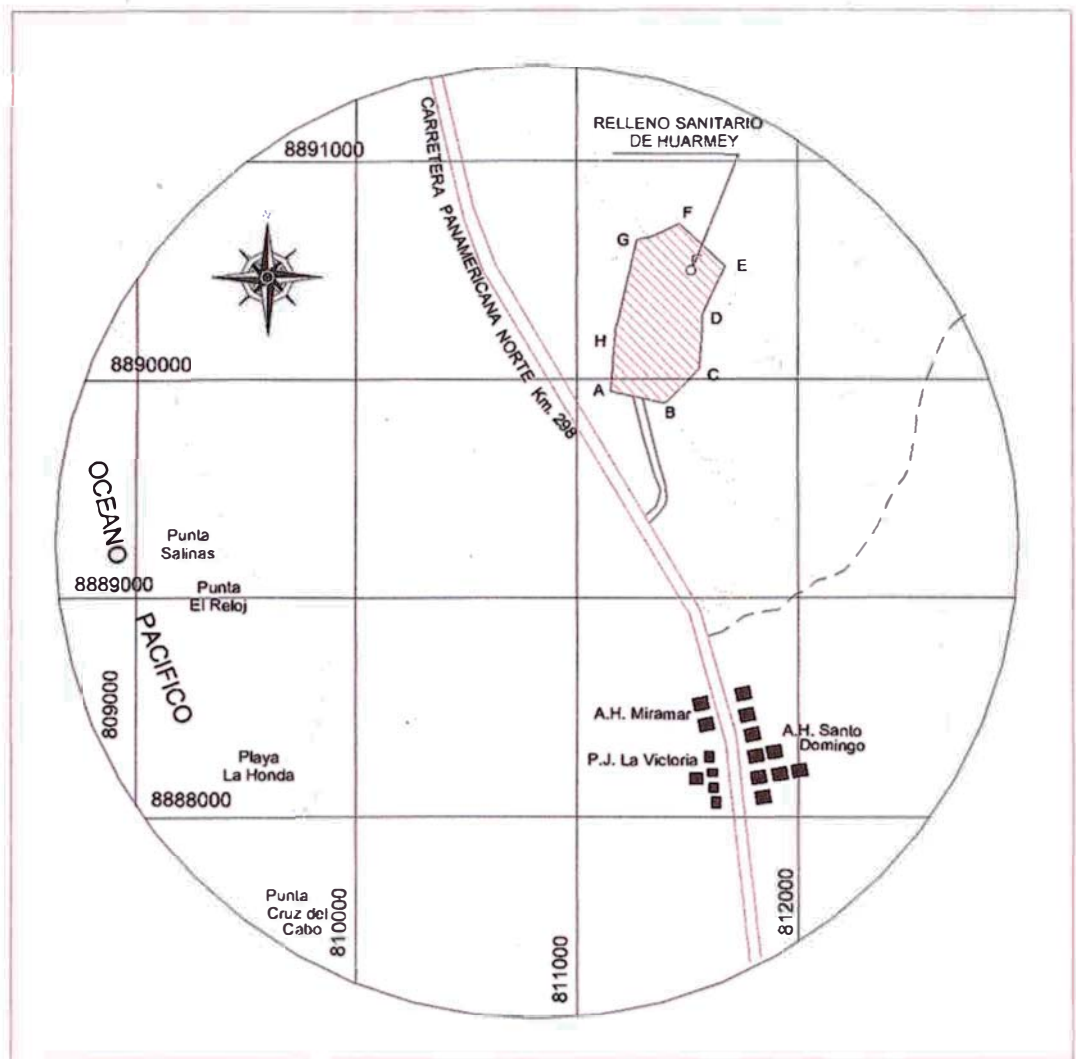 RELLENO SANITARIO
DE HUARMEY
CARRETERA PANAMERICANA NORTE Km. 298
8891000
F
G
E
D
H
C
A
B
8890000
OCEANO
PACIFICO
Punta
Salinas
8889000
Punta
El Reloj
809000
A.H. Miramar
A.H. Santo
Domingo
P.J. La Victoria
Playa
La Honda
8888000
Punta
Cruz del
Cabo
810000
811000
812000